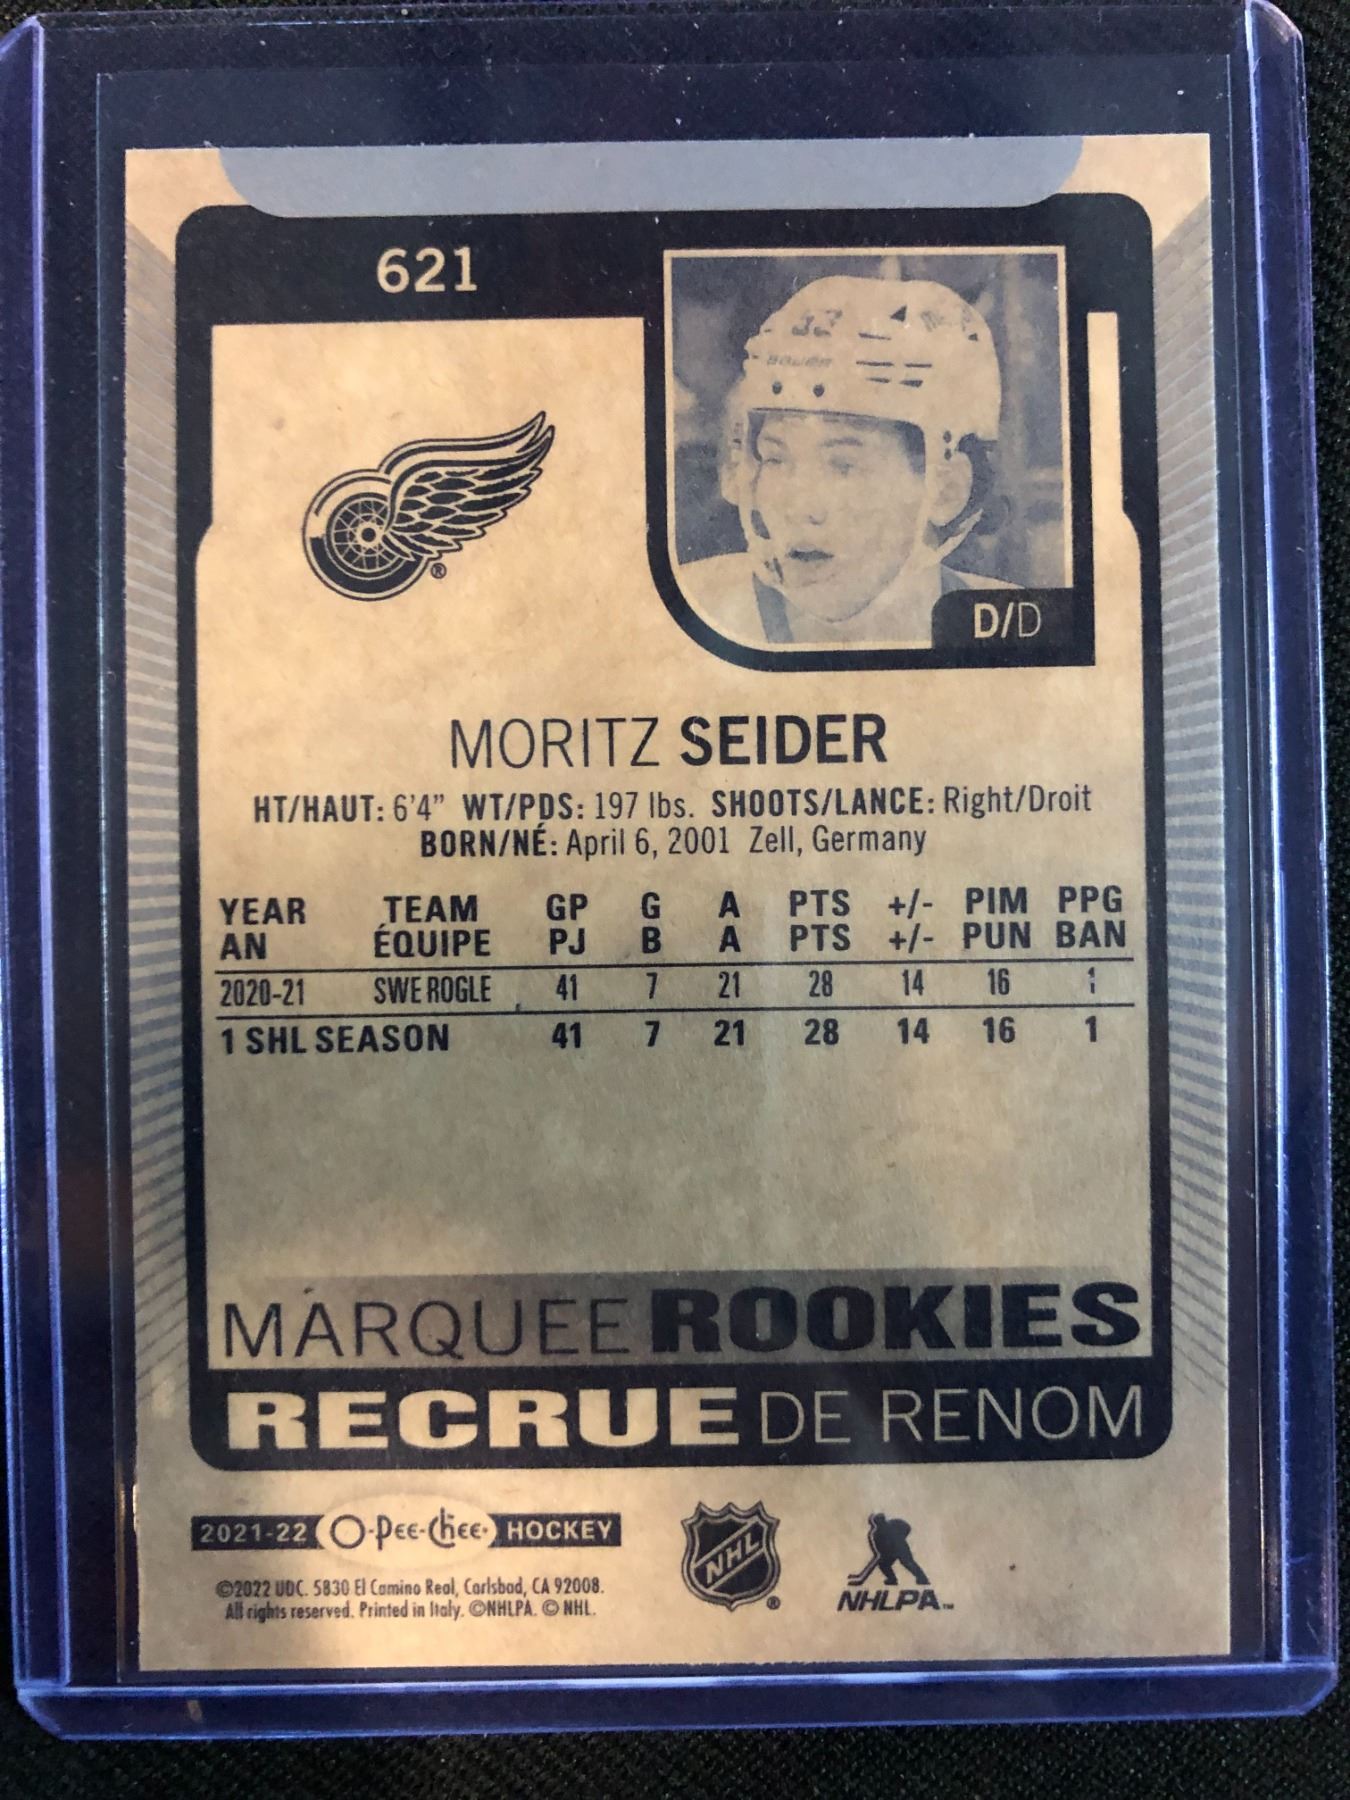 621
33
BAUER
D/D
MORITZ SEIDER
HT/HAUT: 6'4" WT/PDS: 197 lbs. SHOOTS/LANCE: Right/Droit
BORN/NÉ: April 6, 2001 Zell, Germany
YEAR TEAM GP G A PTS +/- PIM PPG
AN ÉQUIPE PJ B A PTS +/- PUN BAN
2020-21 SWE ROGLE 41 7 21 28 14 16 1
1 SHL SEASON 41 7 21 28 14 16 1
MARQUEE ROOKIES
RECRUE DE RENOM
2021-22 O-Pee-Chee HOCKEY
©2022 UDC. 5830 El Camino Real, Carlsbad, CA 92008.
All rights reserved. Printed in Italy. ©NHLPA. © NHL.
NHL ®
NHLPA™